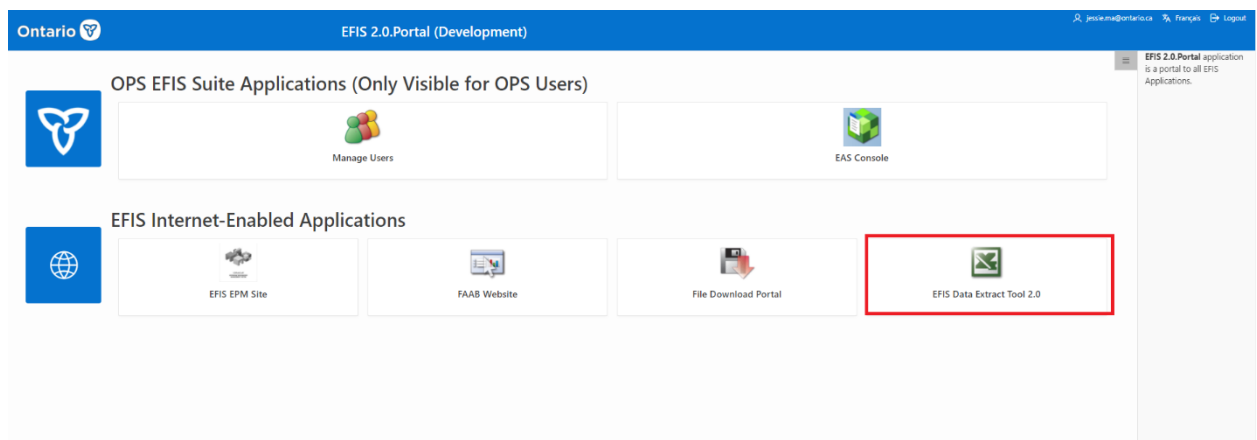 Ontario
EFIS 2.0.Portal (Development)
jessie.ma@ontario.ca Français Logout
EFIS 2.0.Portal application
is a portal to all EFIS
Applications.
OPS EFIS Suite Applications (Only Visible for OPS Users)
Manage Users
EAS Console
EFIS Internet-Enabled Applications
EFIS EPM Site
FAAB Website
File Download Portal
EFIS Data Extract Tool 2.0